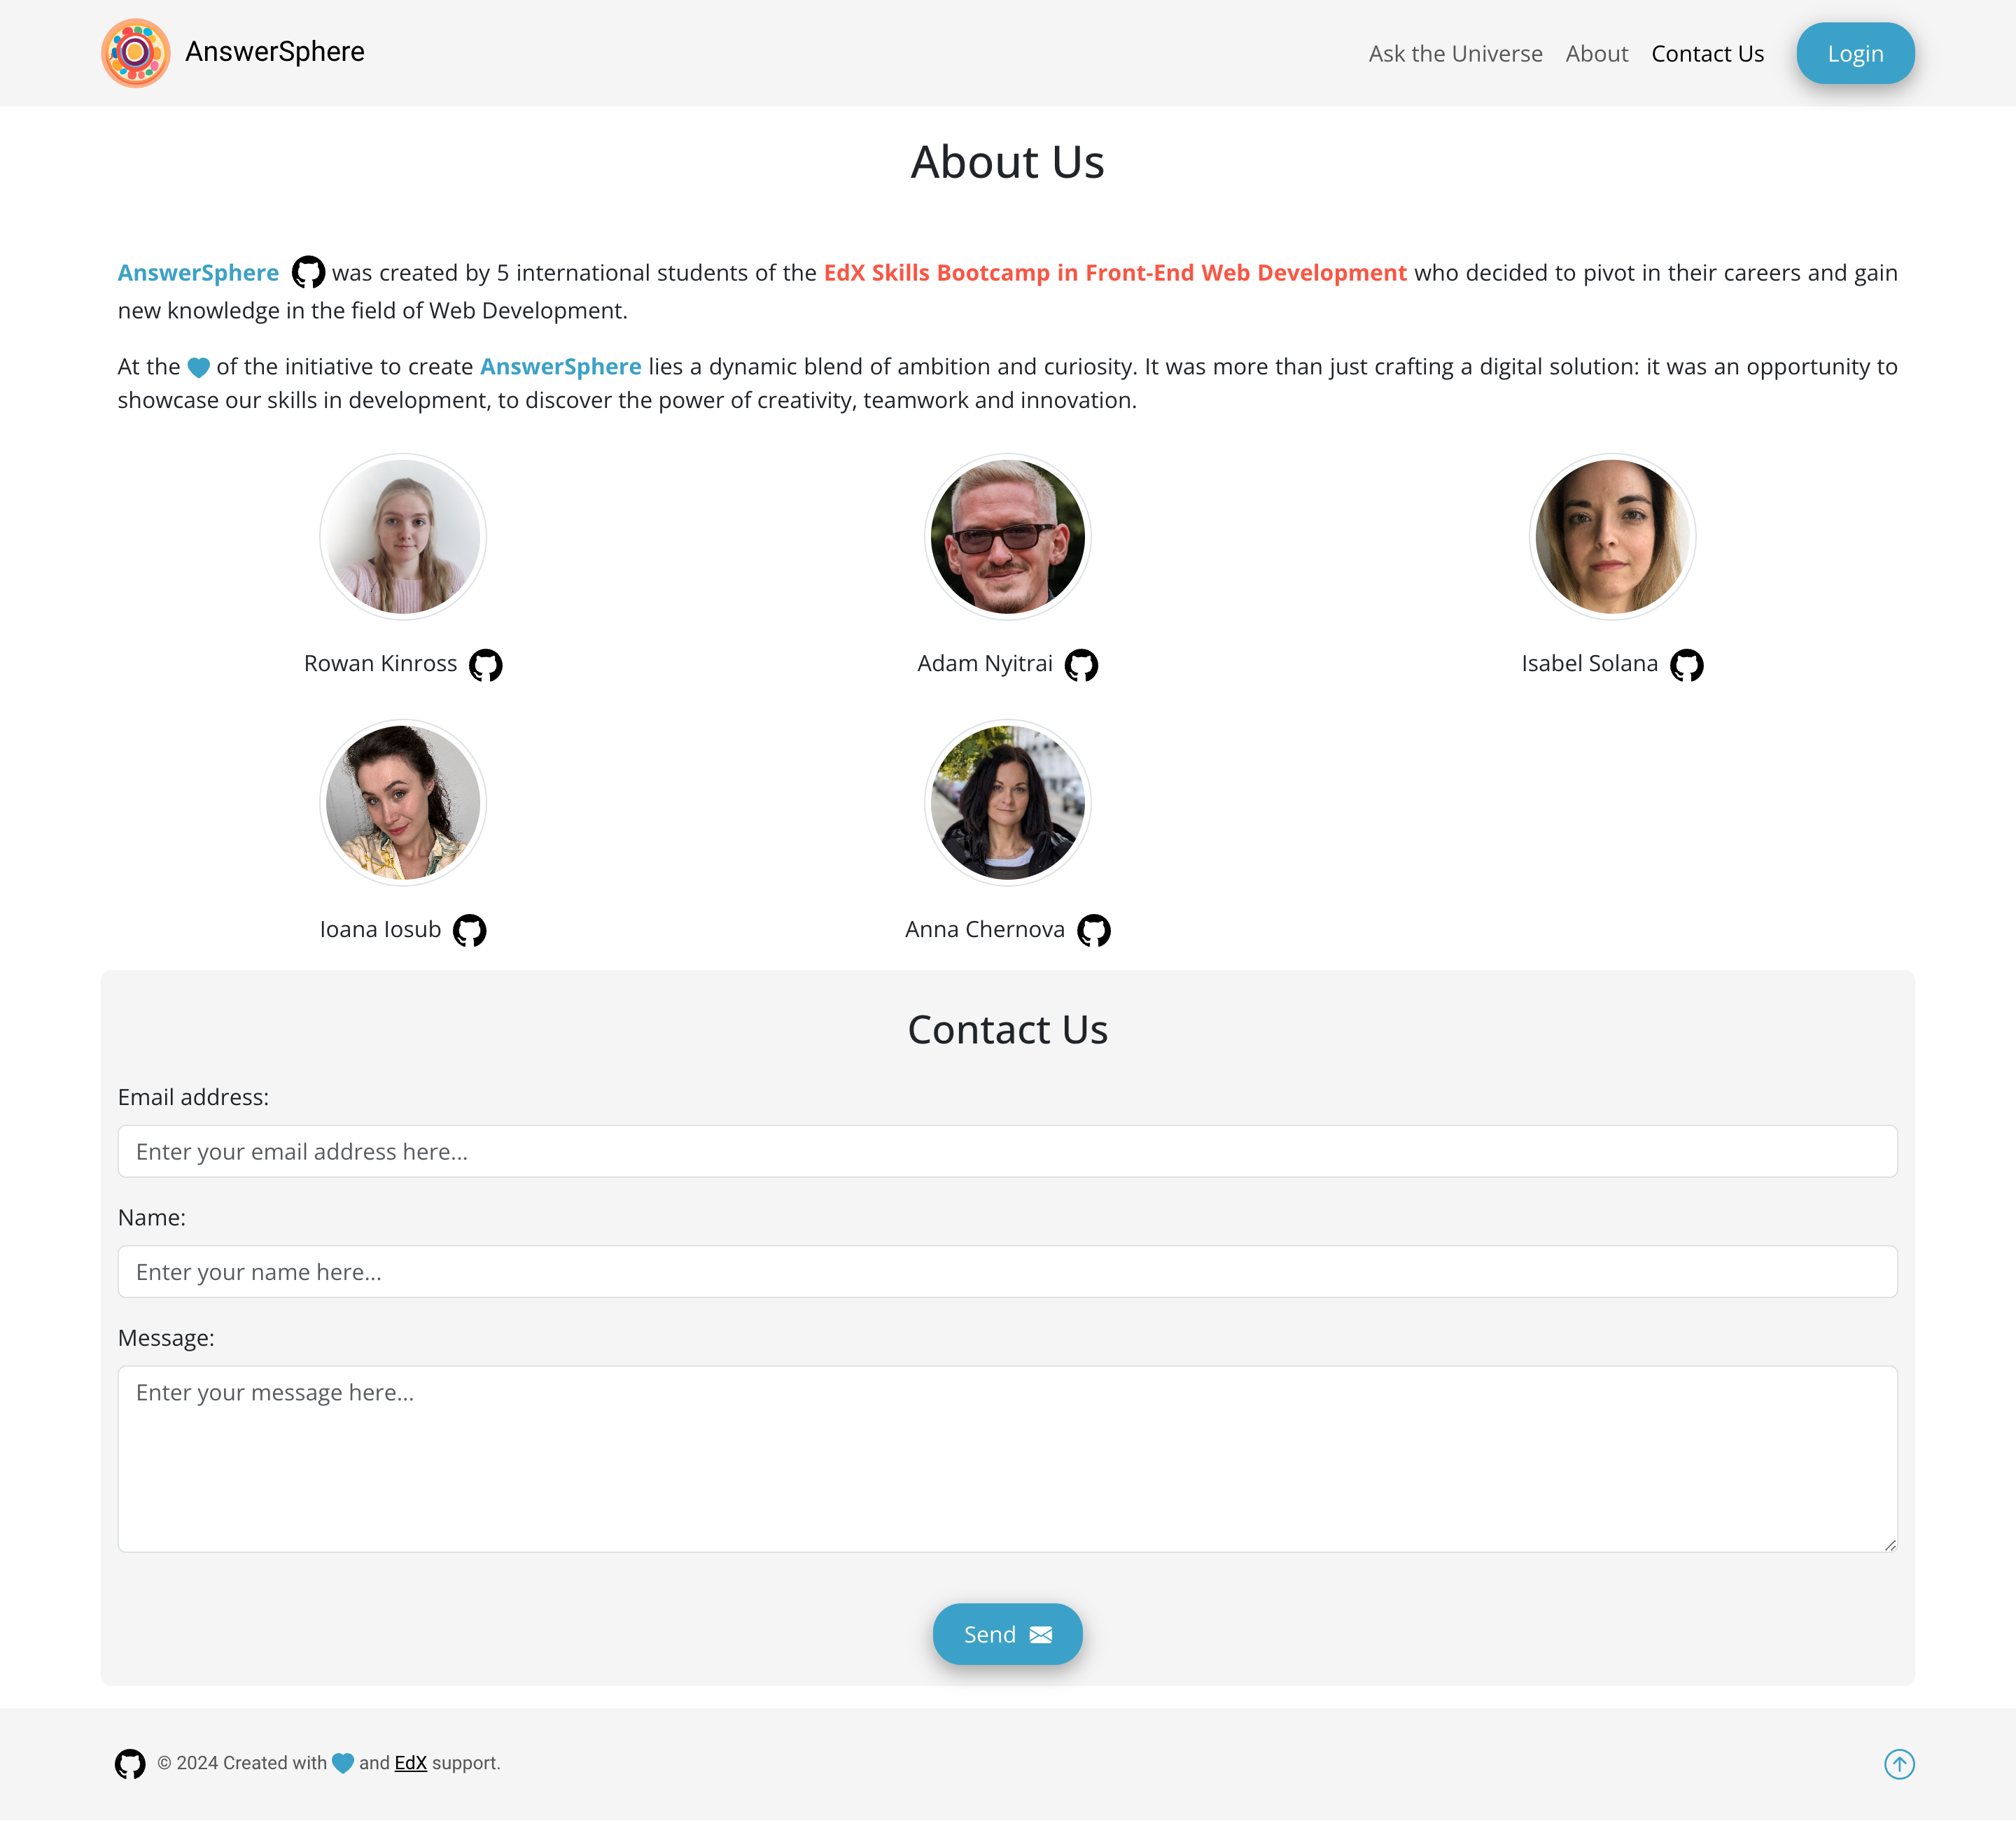 AnswerSphere
Ask the Universe About Contact Us Login
About Us
AnswerSphere was created by 5 international students of the EdX Skills Bootcamp in Front-End Web Development who decided to pivot in their careers and gain
new knowledge in the field of Web Development.
At the of the initiative to create AnswerSphere lies a dynamic blend of ambition and curiosity. It was more than just crafting a digital solution: it was an opportunity to
showcase our skills in development, to discover the power of creativity, teamwork and innovation.
Rowan Kinross
Adam Nyitrai
Isabel Solana
Ioana Iosub
Anna Chernova
Contact Us
Email address:
Enter your email address here...
Name:
Enter your name here...
Message:
Enter your message here...
Send
© 2024 Created with and EdX support.